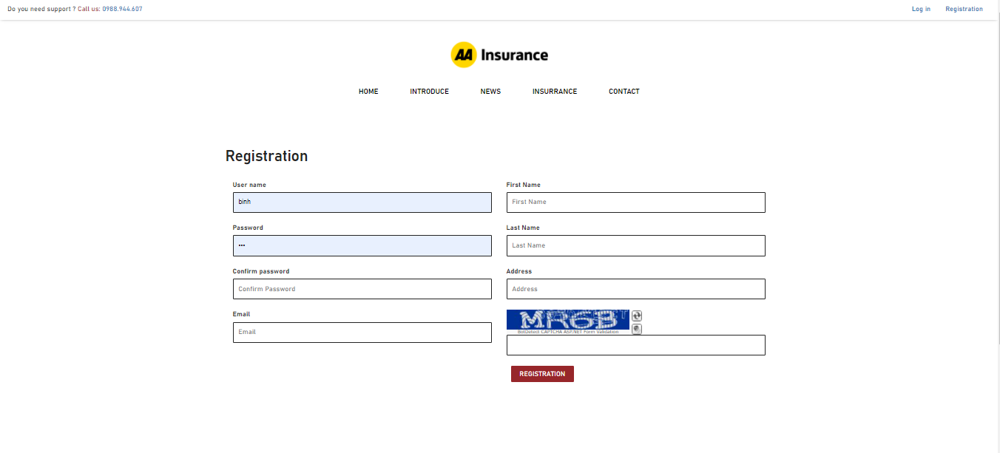 Do you need support ? Call us: 0988.944.607
Log in
Registration
AA Insurance
HOME
INTRODUCE
NEWS
INSURRANCE
CONTACT
Registration
User name
binh
First Name
First Name
Password
•••
Last Name
Last Name
Confirm password
Confirm Password
Address
Address
Email
Email
MRGB
BotDetect CAPTCHA ASP.NET Form Validation
REGISTRATION